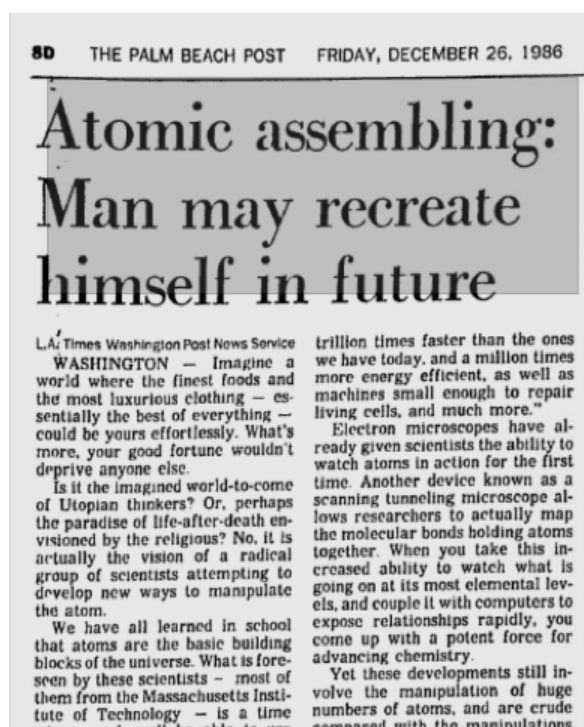 8D THE PALM BEACH POST FRIDAY, DECEMBER 26, 1986
Atomic assembling:
Man may recreate
himself in future
L.A. Times Washington Post News Service
WASHINGTON — Imagine a
world where the finest foods and
the most luxurious clothing — es-
sentially the best of everything —
could be yours effortlessly. What's
more, your good fortune wouldn't
deprive anyone else.
Is it the imagined world-to-come
of Utopian thinkers? Or, perhaps
the paradise of life-after-death en-
visioned by the religious? No, it is
actually the vision of a radical
group of scientists attempting to
develop new ways to manipulate
the atom.
We have all learned in school
that atoms are the basic building
blocks of the universe. What is fore-
seen by these scientists — most of
them from the Massachusetts Insti-
tute of Technology — is a time
trillion times faster than the ones
we have today, and a million times
more energy efficient, as well as
machines small enough to repair
living cells, and much more."
Electron microscopes have al-
ready given scientists the ability to
watch atoms in action for the first
time. Another device known as a
scanning tunneling microscope al-
lows researchers to actually map
the molecular bonds holding atoms
together. When you take this in-
creased ability to watch what is
going on at its most elemental lev-
els, and couple it with computers to
expose relationships rapidly, you
come up with a potent force for
advancing chemistry.
Yet these developments still in-
volve the manipulation of huge
numbers of atoms, and are crude
compared with the manipulations